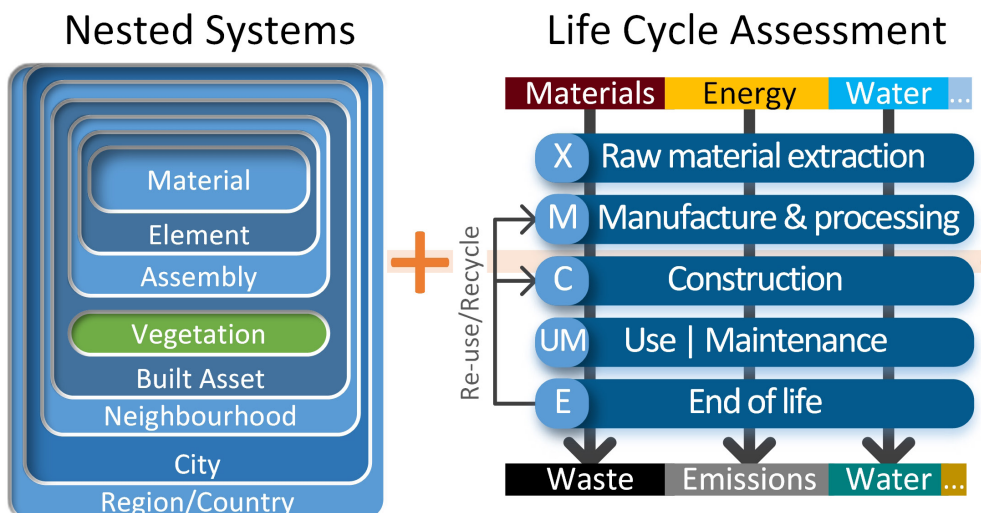 Nested Systems
Material
Element
Assembly
Vegetation
Built Asset
Neighbourhood
City
Region/Country
+
Life Cycle Assessment
Materials Energy Water ...
X Raw material extraction
M Manufacture & processing
C Construction
UM Use | Maintenance
E End of life
Re-use/Recycle
Waste Emissions Water ...